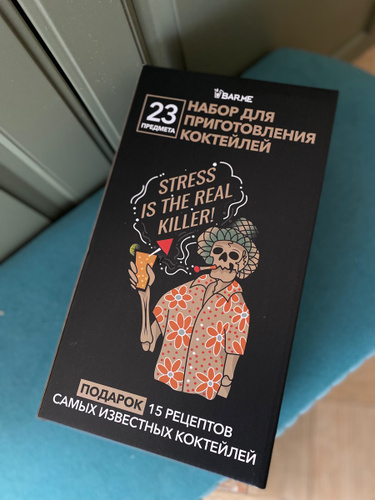 BAR.ME
23
ПРЕДМЕТА
НАБОР ДЛЯ
ПРИГОТОВЛЕНИЯ
КОКТЕЙЛЕЙ
STRESS
IS THE REAL
KILLER!
ПОДАРОК 15 РЕЦЕПТОВ
САМЫХ ИЗВЕСТНЫХ КОКТЕЙЛЕЙ